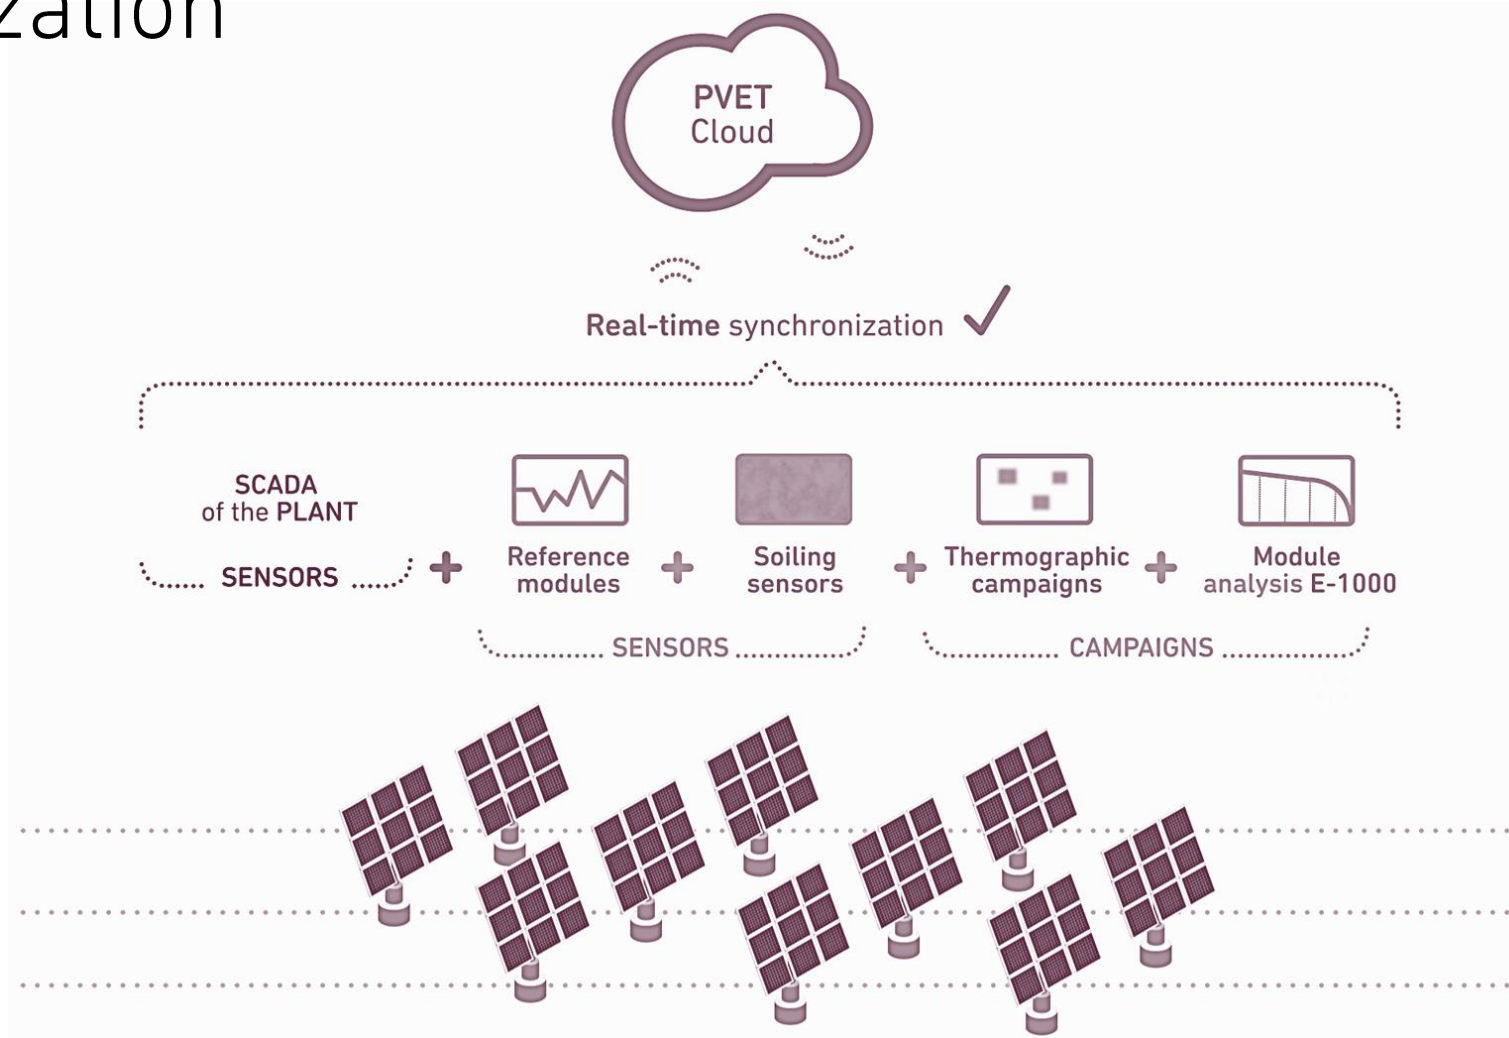 zation
PVET
Cloud
Real-time synchronization
SCADA
of the PLANT
SENSORS
Reference
modules
Soiling
sensors
Thermographic
campaigns
Module
analysis E-1000
SENSORS
CAMPAIGNS